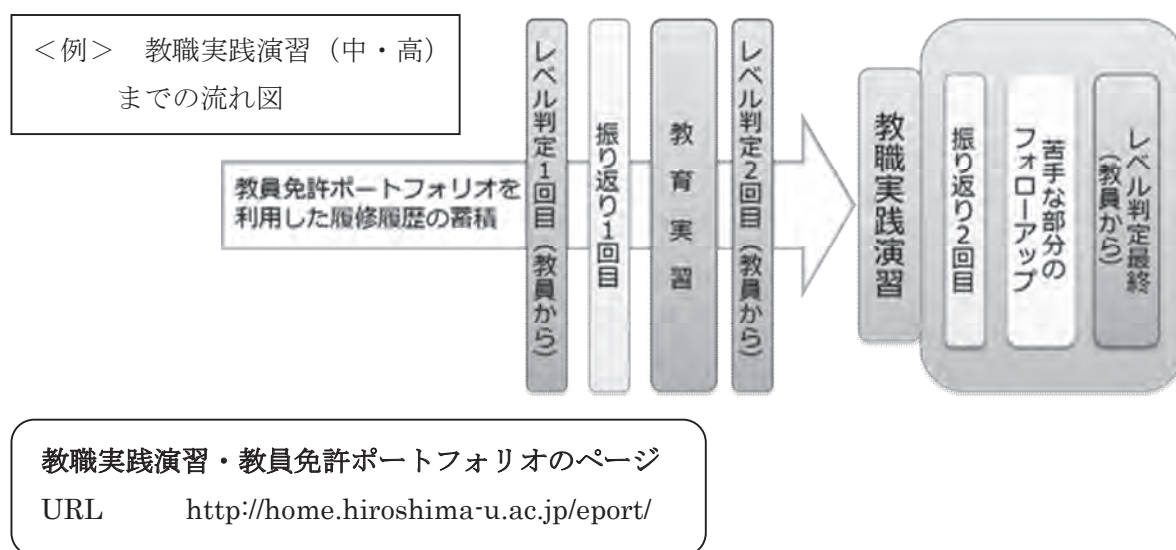 ＜例＞　教職実践演習（中・高）
までの流れ図
教員免許ポートフォリオを
利用した履修履歴の蓄積
レベル判定１回目（教員から）
振り返り１回目
教育実習
レベル判定２回目（教員から）
教職実践演習
振り返り２回目
苦手な部分の
フォローアップ
レベル判定最終
（教員から）
教職実践演習・教員免許ポートフォリオのページ
URL　　http://home.hiroshima-u.ac.jp/eport/